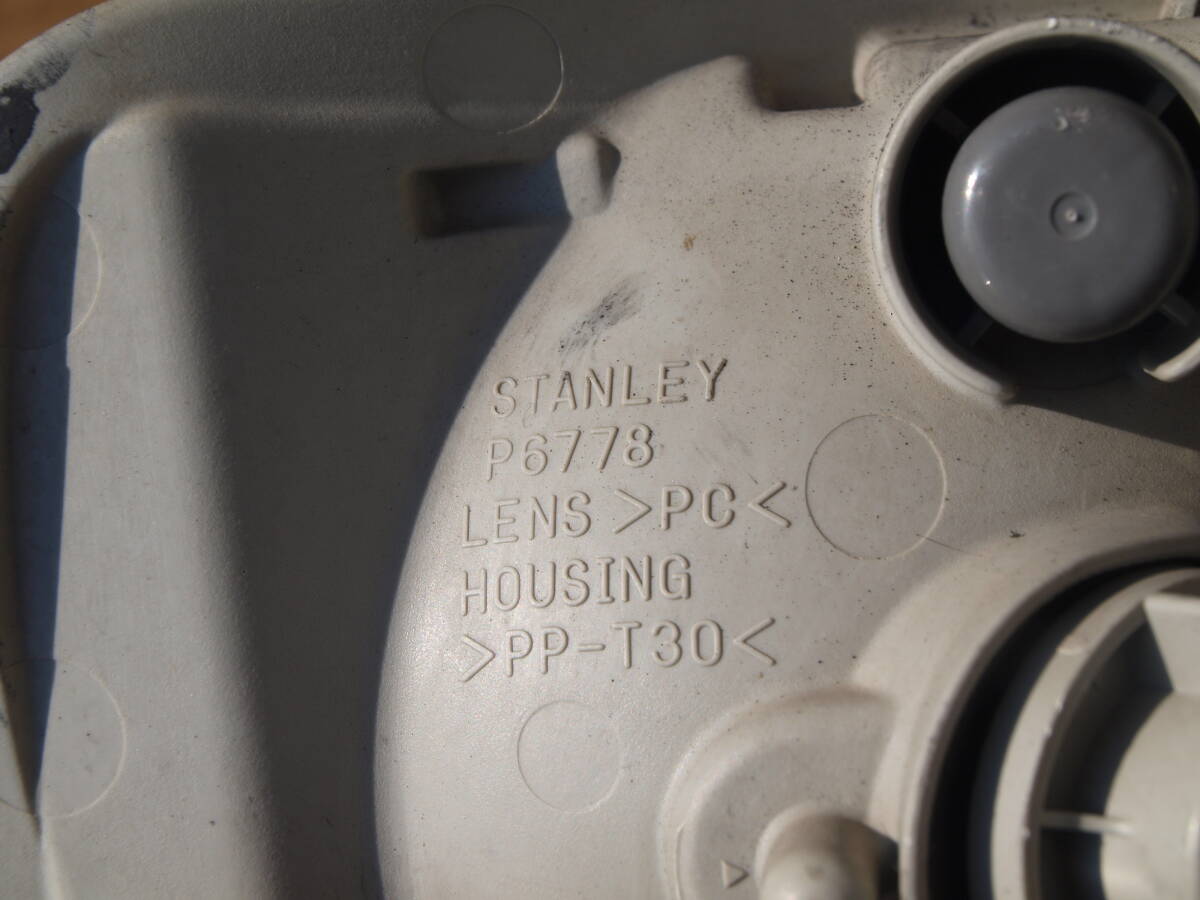 STANLEY
P6778
LENS >PC<
HOUSING
>PP-T30<